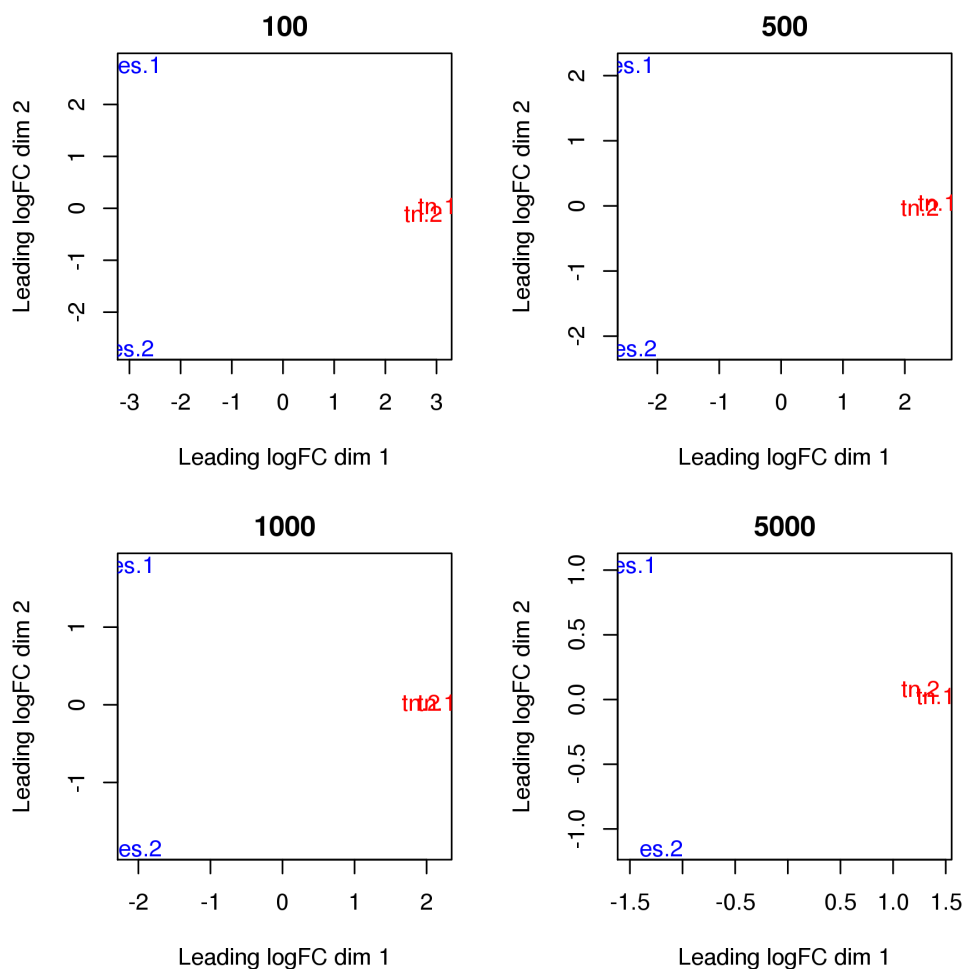 100
Leading logFC dim 2
2
1
0
-1
-2
es.1
tn.1
tn.2
es.2
-3 -2 -1 0 1 2 3
Leading logFC dim 1
500
Leading logFC dim 2
2
1
0
-1
-2
es.1
tn.1
tn.2
es.2
-2 -1 0 1 2
Leading logFC dim 1
1000
Leading logFC dim 2
1
0
-1
es.1
tn.2
tn.1
es.2
-2 -1 0 1 2
Leading logFC dim 1
5000
Leading logFC dim 2
1.0
0.5
0.0
-0.5
-1.0
es.1
tn.2
tn.1
es.2
-1.5 -0.5 0.5 1.0 1.5
Leading logFC dim 1